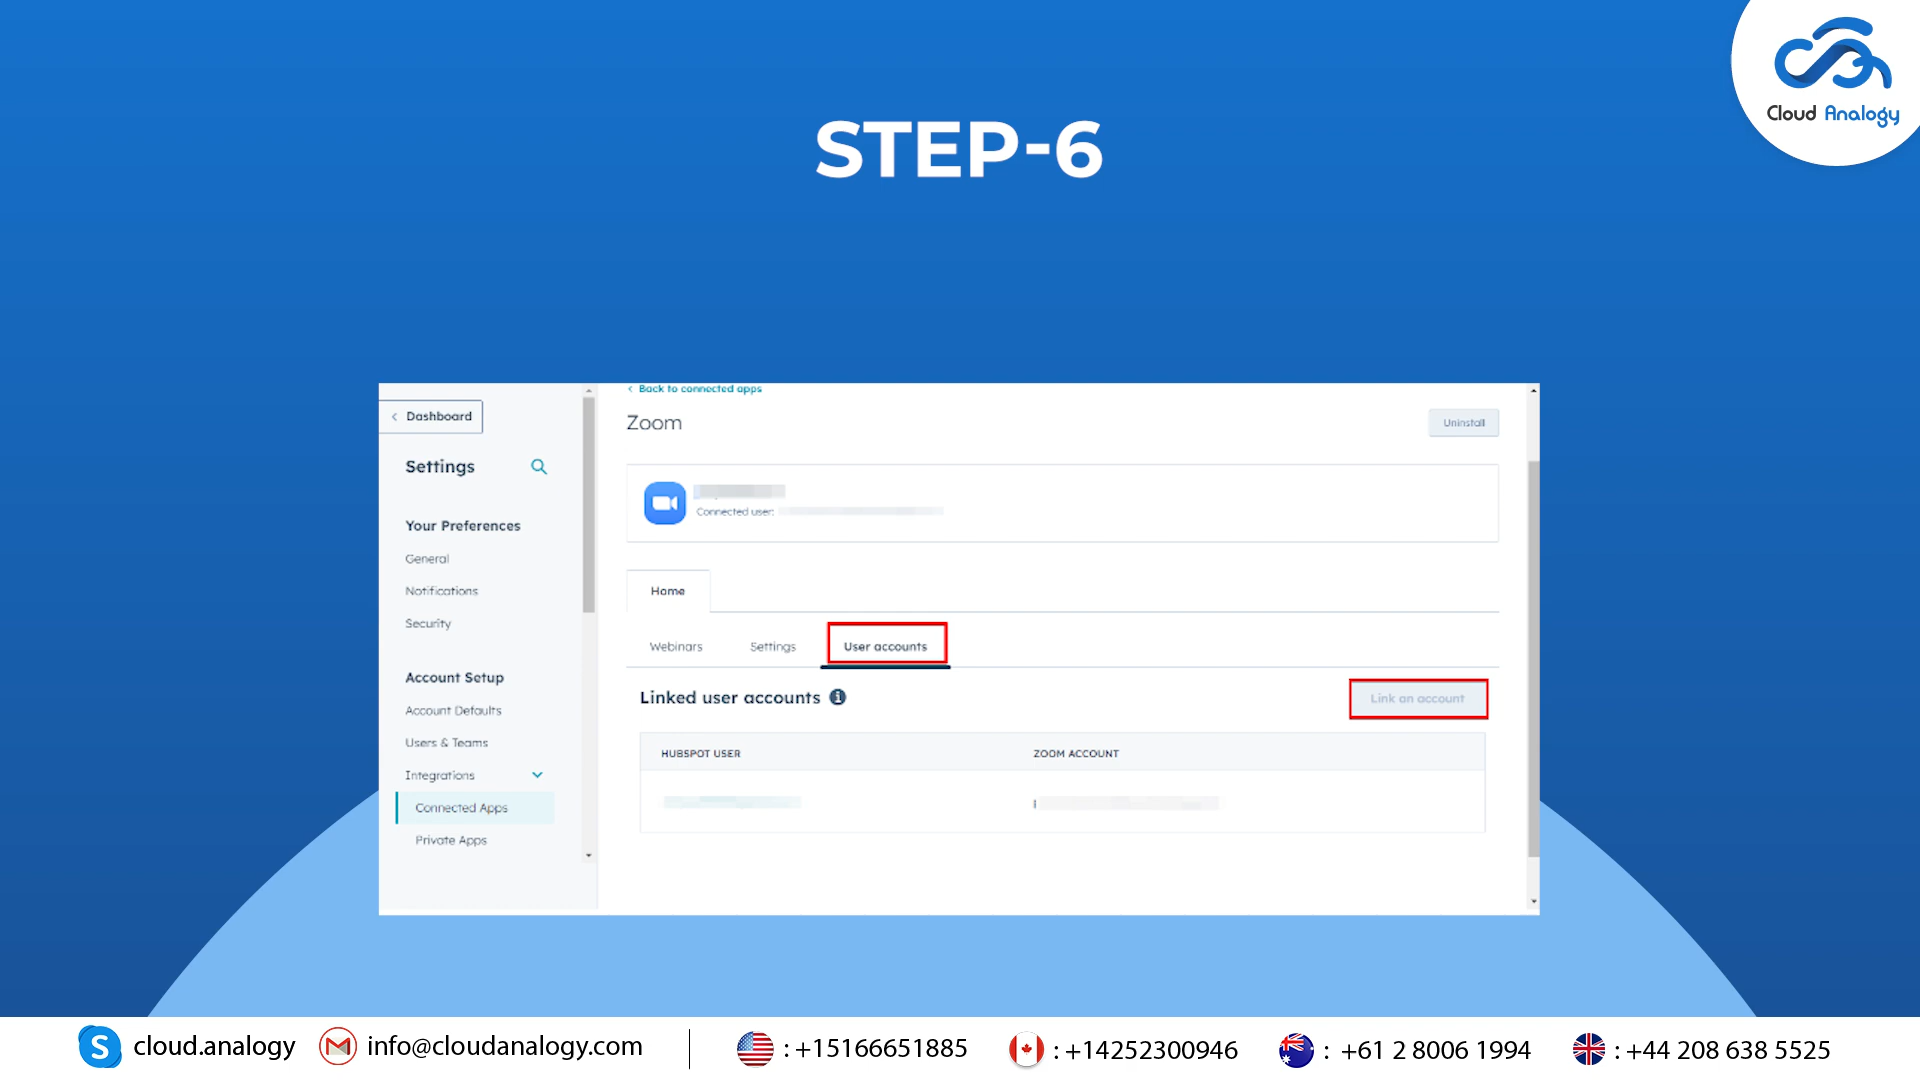 Cloud Analogy
STEP-6
Back to connected apps
Dashboard
Zoom
Uninstall
Settings
Connected user:
Your Preferences
General
Notifications
Security
Home
Webinars
Settings
User accounts
Account Setup
Account Defaults
Users & Teams
Integrations
Connected Apps
Private Apps
Linked user accounts
Link an account
HUBSPOT USER
ZOOM ACCOUNT
cloud.analogy
info@cloudanalogy.com
: +15166651885
: +14252300946
: +61 2 8006 1994
: +44 208 638 5525